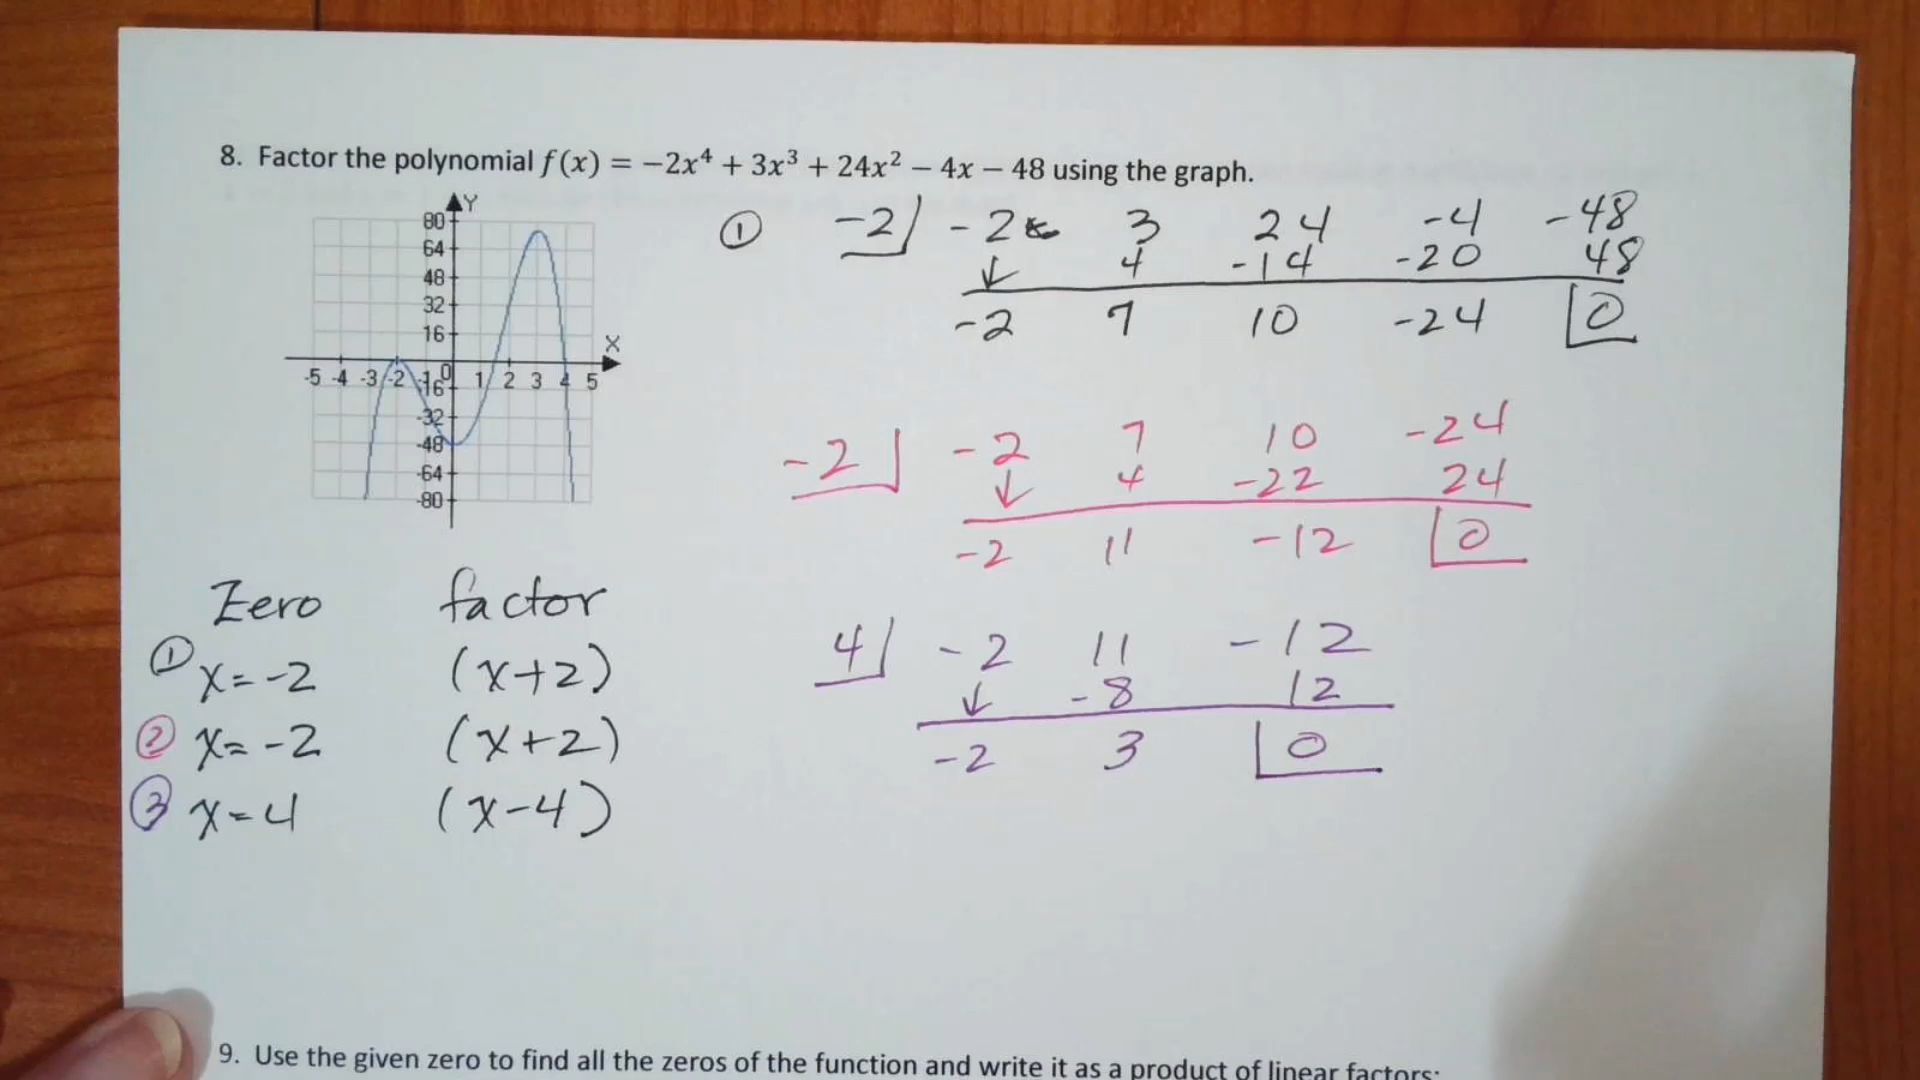 8. Factor the polynomial f(x) = −2x⁴ + 3x³ + 24x² − 4x − 48 using the graph.
Y
80
64
48
32
16
X
-5 -4 -3 -2 0 1 2 3 4 5
-16
-32
-48
-64
-80
① -2 -2 3 24 -4 -48
↓ 4 -14 -20 48
-2 7 10 -24 0
-2 -2 7 10 -24
↓ 4 -22 24
-2 11 -12 0
4 -2 11 -12
↓ -8 12
-2 3 0
Zero factor
① x=-2 (x+2)
② x=-2 (x+2)
③ x=4 (x-4)
9. Use the given zero to find all the zeros of the function and write it as a product of linear factors: